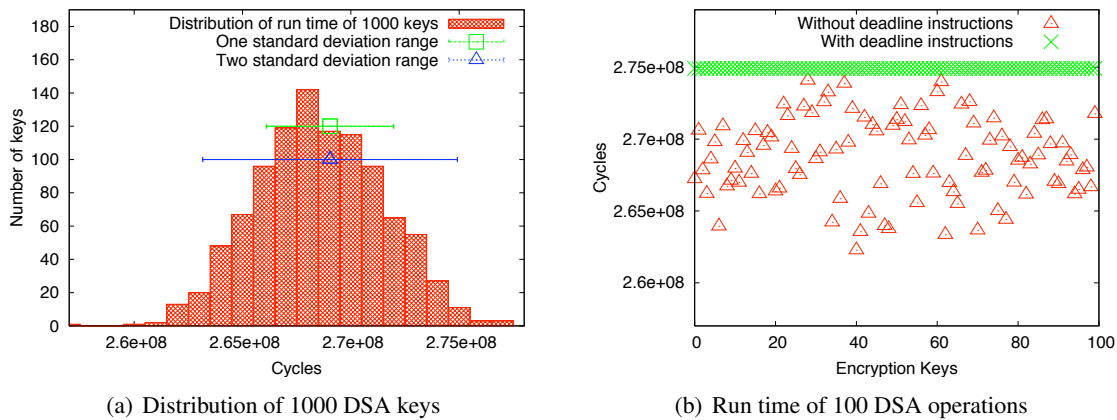 Distribution of run time of 1000 keys
One standard deviation range
Two standard deviation range
Number of keys
180
160
140
120
100
80
60
40
20
0
2.6e+08
2.65e+08
2.7e+08
2.75e+08
Cycles
(a) Distribution of 1000 DSA keys
Without deadline instructions
With deadline instructions
Cycles
2.75e+08
2.7e+08
2.65e+08
2.6e+08
0
20
40
60
80
100
Encryption Keys
(b) Run time of 100 DSA operations